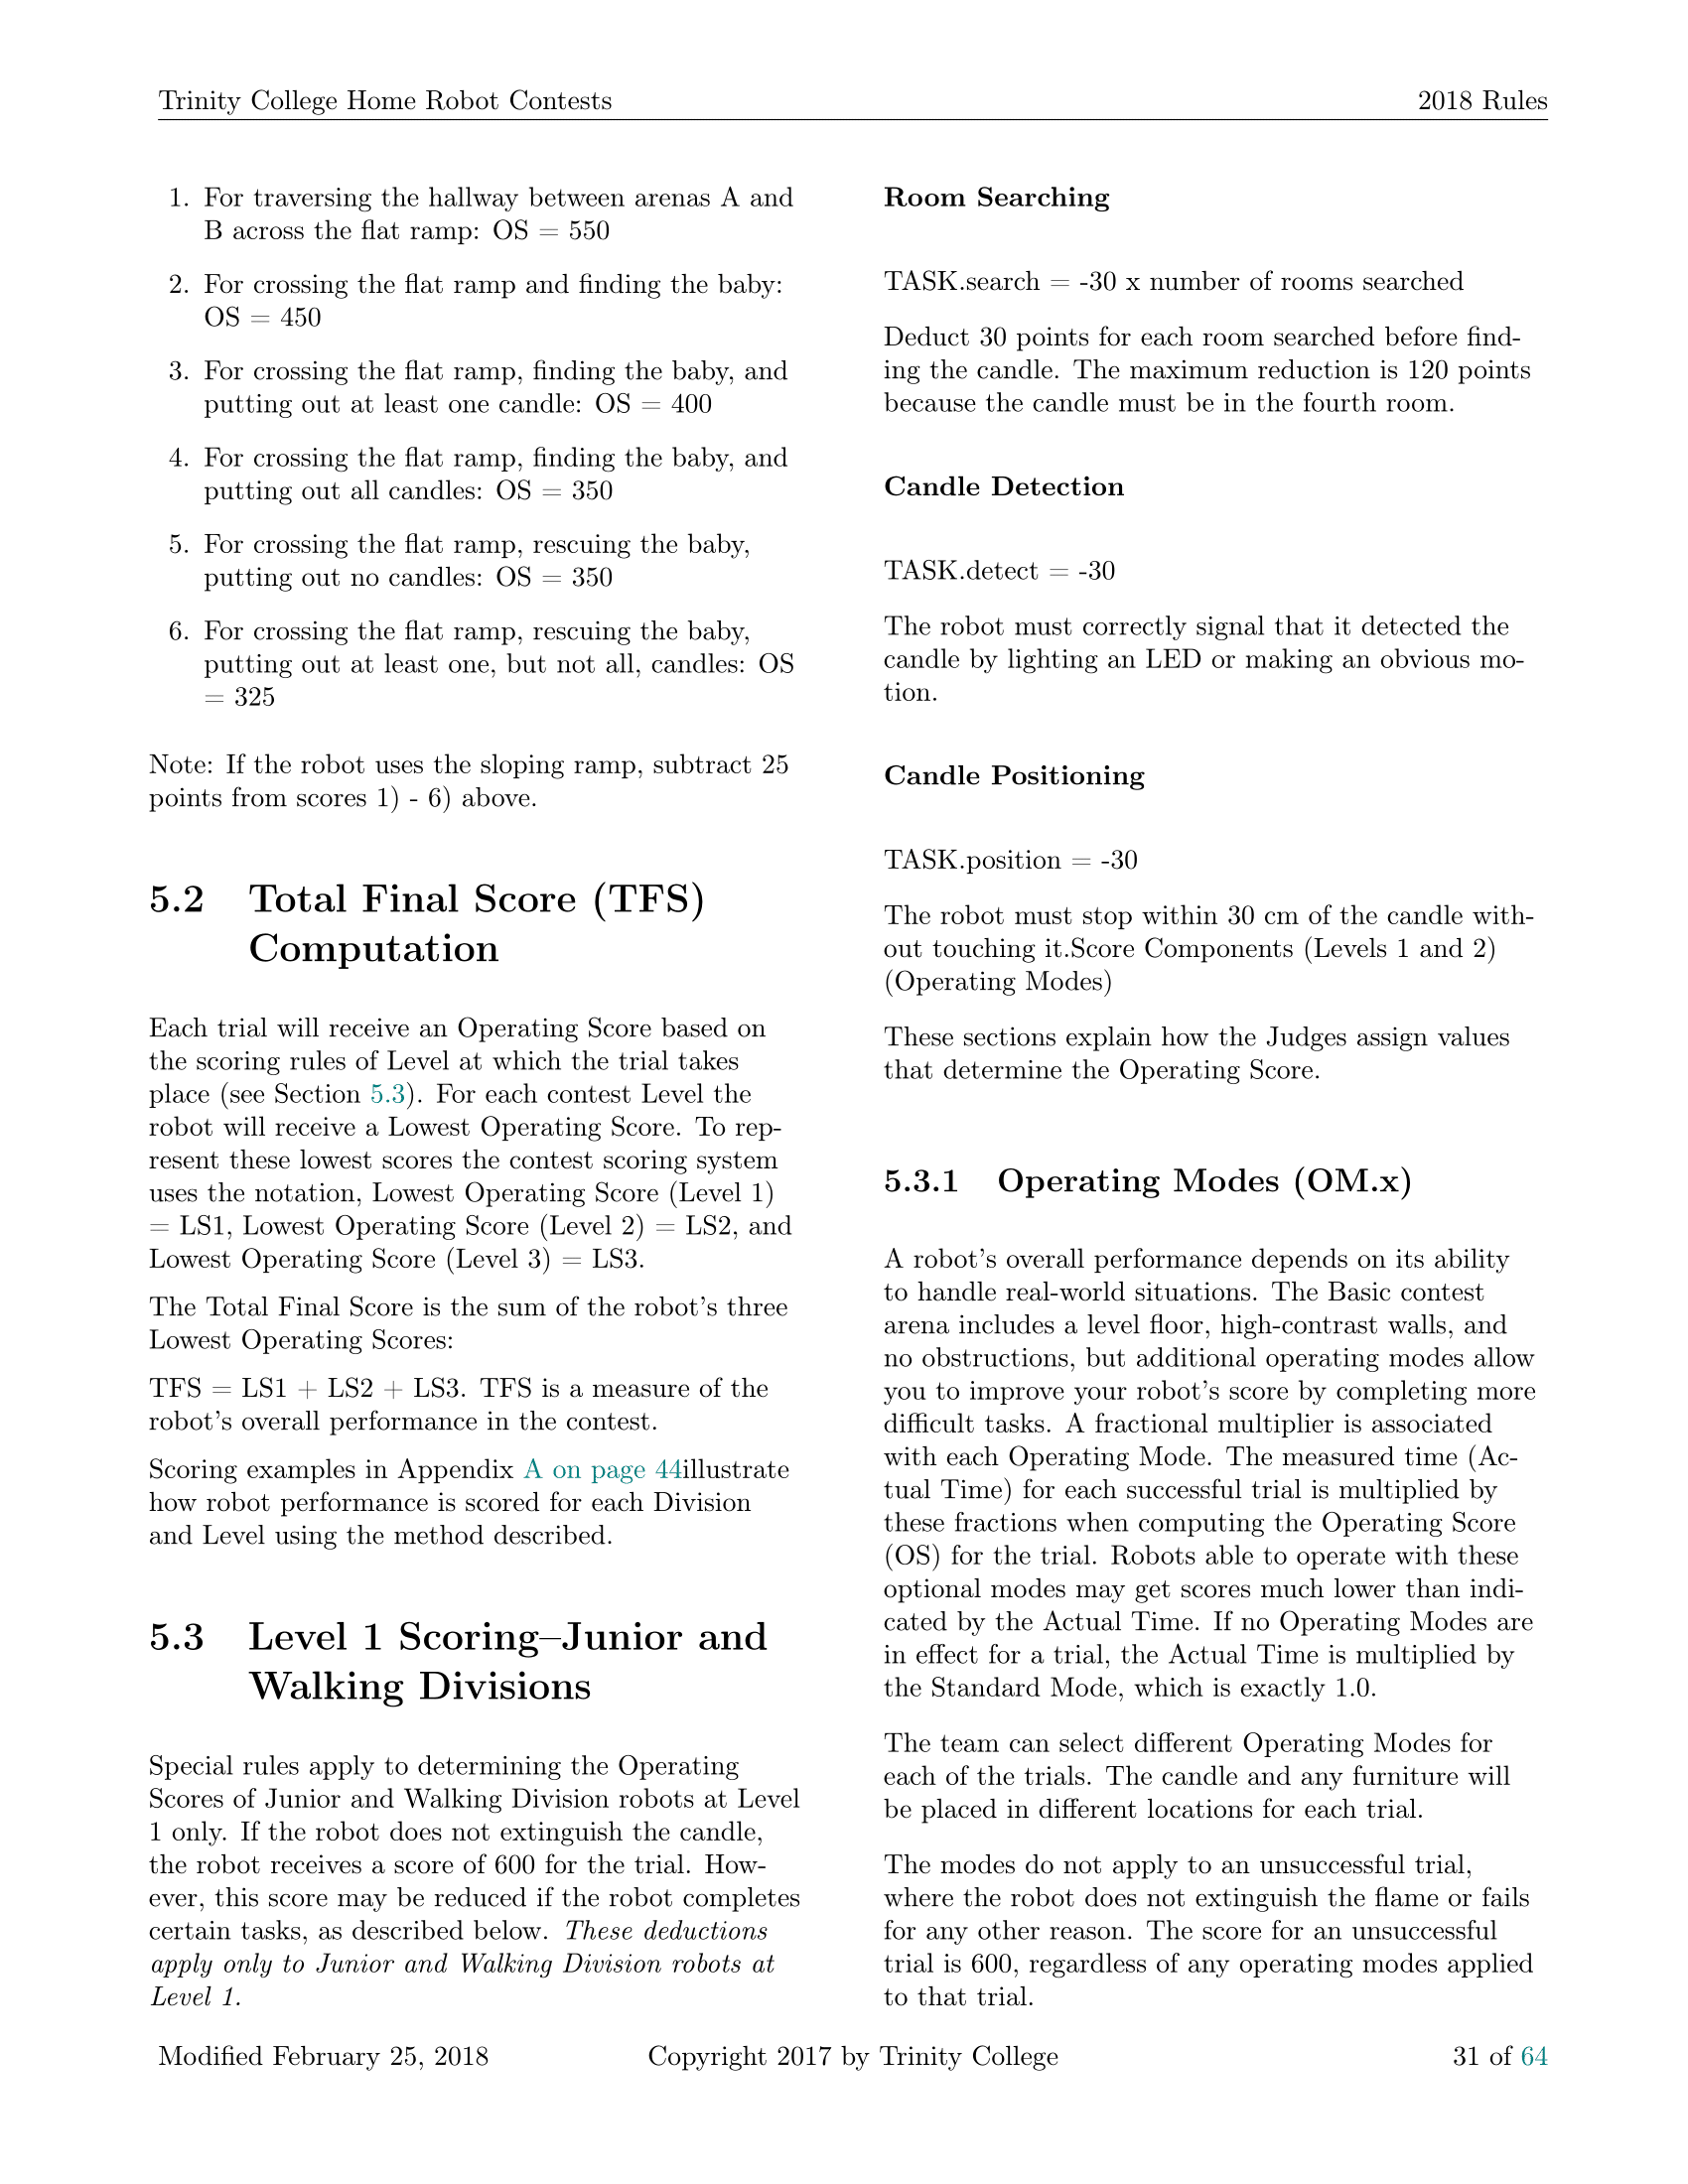 Trinity College Home Robot Contests
2018 Rules
1. For traversing the hallway between arenas A and
B across the flat ramp: OS = 550
2. For crossing the flat ramp and finding the baby:
OS = 450
3. For crossing the flat ramp, finding the baby, and
putting out at least one candle: OS = 400
4. For crossing the flat ramp, finding the baby, and
putting out all candles: OS = 350
5. For crossing the flat ramp, rescuing the baby,
putting out no candles: OS = 350
6. For crossing the flat ramp, rescuing the baby,
putting out at least one, but not all, candles: OS
= 325
Note: If the robot uses the sloping ramp, subtract 25
points from scores 1) - 6) above.
5.2 Total Final Score (TFS)
Computation
Each trial will receive an Operating Score based on
the scoring rules of Level at which the trial takes
place (see Section 5.3). For each contest Level the
robot will receive a Lowest Operating Score. To rep-
resent these lowest scores the contest scoring system
uses the notation, Lowest Operating Score (Level 1)
= LS1, Lowest Operating Score (Level 2) = LS2, and
Lowest Operating Score (Level 3) = LS3.
The Total Final Score is the sum of the robot's three
Lowest Operating Scores:
TFS = LS1 + LS2 + LS3. TFS is a measure of the
robot's overall performance in the contest.
Scoring examples in Appendix A on page 44illustrate
how robot performance is scored for each Division
and Level using the method described.
5.3 Level 1 Scoring–Junior and
Walking Divisions
Special rules apply to determining the Operating
Scores of Junior and Walking Division robots at Level
1 only. If the robot does not extinguish the candle,
the robot receives a score of 600 for the trial. How-
ever, this score may be reduced if the robot completes
certain tasks, as described below. These deductions
apply only to Junior and Walking Division robots at
Level 1.
Room Searching
TASK.search = -30 x number of rooms searched
Deduct 30 points for each room searched before find-
ing the candle. The maximum reduction is 120 points
because the candle must be in the fourth room.
Candle Detection
TASK.detect = -30
The robot must correctly signal that it detected the
candle by lighting an LED or making an obvious mo-
tion.
Candle Positioning
TASK.position = -30
The robot must stop within 30 cm of the candle with-
out touching it.Score Components (Levels 1 and 2)
(Operating Modes)
These sections explain how the Judges assign values
that determine the Operating Score.
5.3.1 Operating Modes (OM.x)
A robot's overall performance depends on its ability
to handle real-world situations. The Basic contest
arena includes a level floor, high-contrast walls, and
no obstructions, but additional operating modes allow
you to improve your robot's score by completing more
difficult tasks. A fractional multiplier is associated
with each Operating Mode. The measured time (Ac-
tual Time) for each successful trial is multiplied by
these fractions when computing the Operating Score
(OS) for the trial. Robots able to operate with these
optional modes may get scores much lower than indi-
cated by the Actual Time. If no Operating Modes are
in effect for a trial, the Actual Time is multiplied by
the Standard Mode, which is exactly 1.0.
The team can select different Operating Modes for
each of the trials. The candle and any furniture will
be placed in different locations for each trial.
The modes do not apply to an unsuccessful trial,
where the robot does not extinguish the flame or fails
for any other reason. The score for an unsuccessful
trial is 600, regardless of any operating modes applied
to that trial.
Modified February 25, 2018
Copyright 2017 by Trinity College
31 of 64